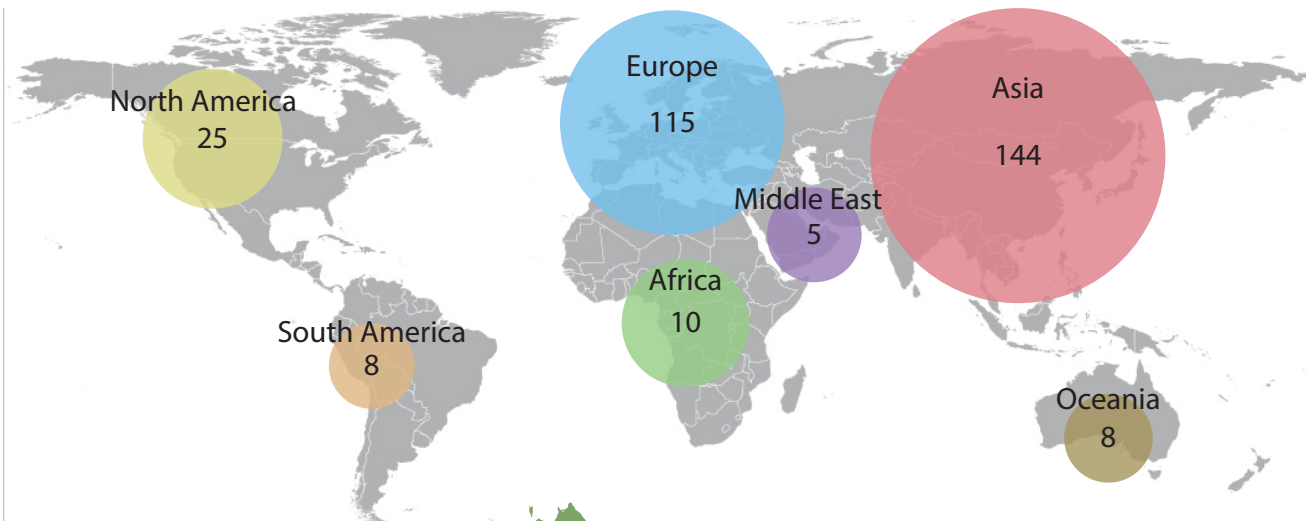 North America
25
Europe
115
Asia
144
Middle East
5
Africa
10
South America
8
Oceania
8